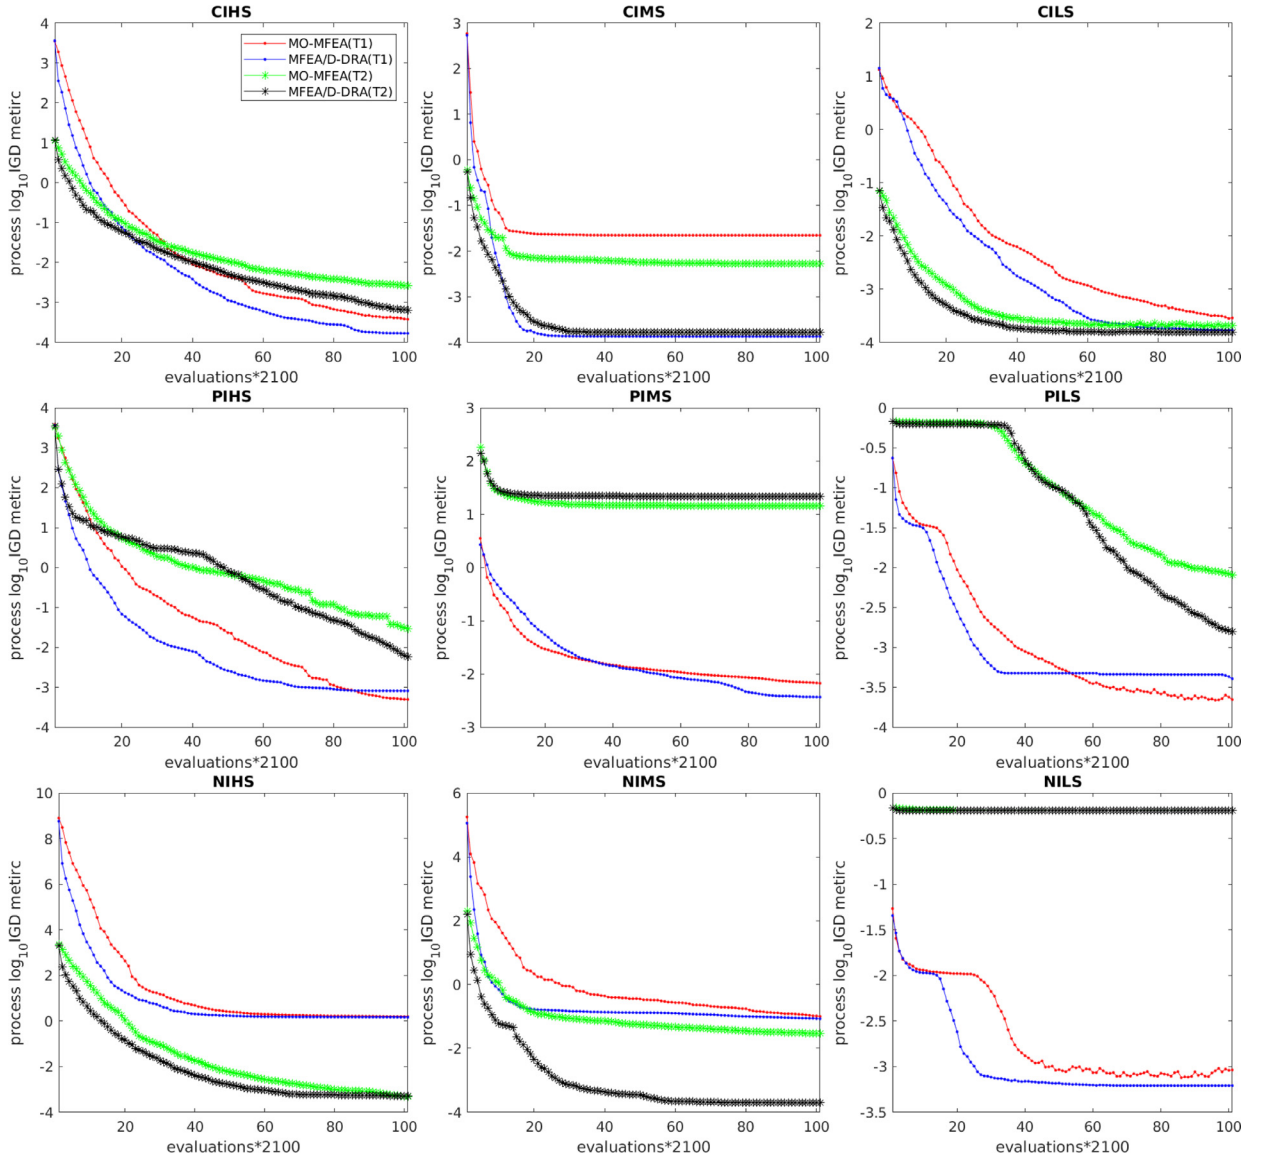 CIHS
CIMS
CILS
4
3
2
1
0
-1
-2
-3
-4
3
2
1
0
-1
-2
-3
-4
2
1
0
-1
-2
-3
-4
MO-MFEA(T1)
MFEA/D-DRA(T1)
MO-MFEA(T2)
MFEA/D-DRA(T2)
process log10IGD metirc
process log10IGD metirc
process log10IGD metirc
20 40 60 80 100
20 40 60 80 100
20 40 60 80 100
evaluations*2100
evaluations*2100
evaluations*2100
PIHS
PIMS
PILS
4
3
2
1
0
-1
-2
-3
-4
3
2
1
0
-1
-2
-3
0
-0.5
-1
-1.5
-2
-2.5
-3
-3.5
-4
process log10IGD metirc
process log10IGD metirc
process log10IGD metirc
20 40 60 80 100
20 40 60 80 100
20 40 60 80 100
evaluations*2100
evaluations*2100
evaluations*2100
NIHS
NIMS
NILS
10
8
6
4
2
0
-2
-4
6
4
2
0
-2
-4
0
-0.5
-1
-1.5
-2
-2.5
-3
-3.5
process log10IGD metirc
process log10IGD metirc
process log10IGD metirc
20 40 60 80 100
20 40 60 80 100
20 40 60 80 100
evaluations*2100
evaluations*2100
evaluations*2100